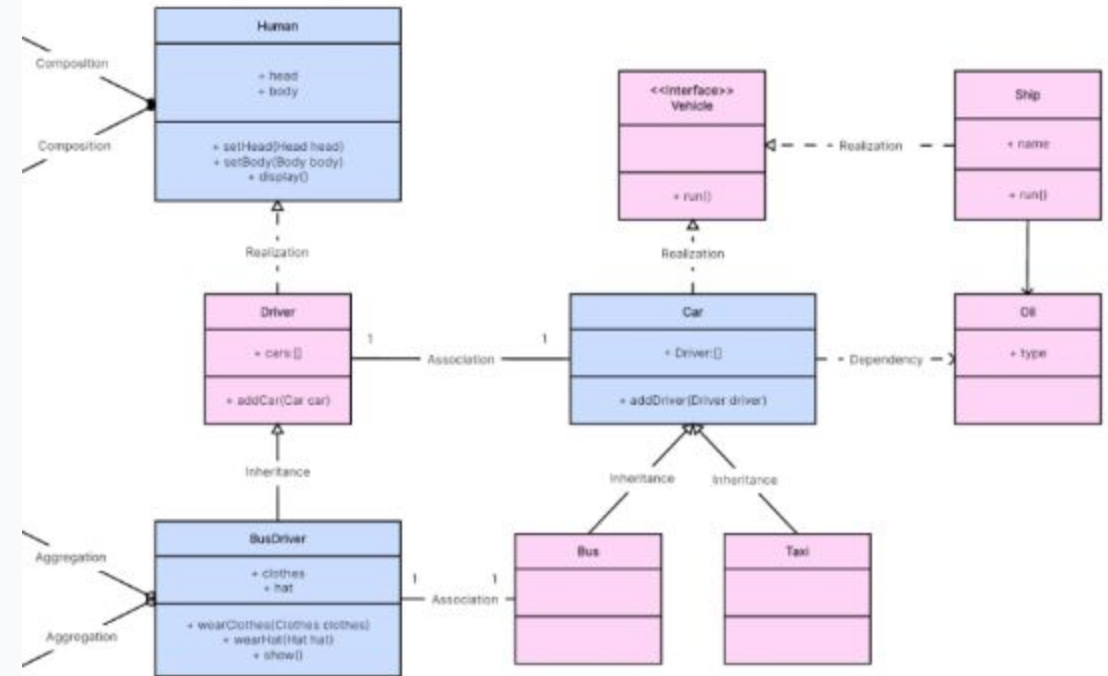 Human
+ head
+ body
+ setHead(Head head)
+ setBody(Body body)
+ display()
Composition
Composition
<<Interface>>
Vehicle
+ run()
Realization
Ship
+ name
+ run()
Realization
Realization
Driver
+ cars:[]
+ addCar(Car car)
1
Association
1
Car
+ Driver:[]
+ addDriver(Driver driver)
Dependency
Oil
+ type
Inheritance
Inheritance
Inheritance
Aggregation
Aggregation
BusDriver
+ clothes
+ hat
+ wearClothes(Clothes clothes)
+ wearHat(Hat hat)
+ show()
1
Association
1
Bus
Taxi